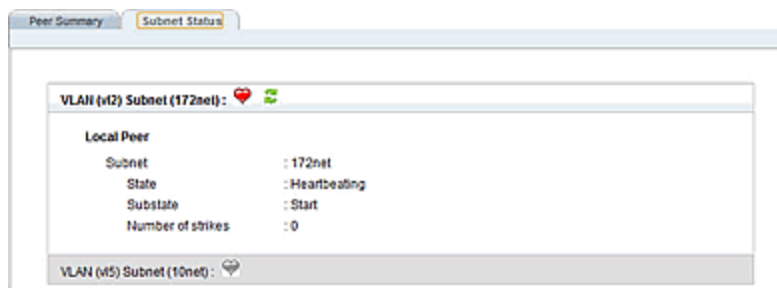 Peer Summary Subnet Status
VLAN (vl2) Subnet (172net) :
Local Peer
Subnet : 172net
State : Heartbeating
Substate : Start
Number of strikes : 0
VLAN (vl5) Subnet (10net) :